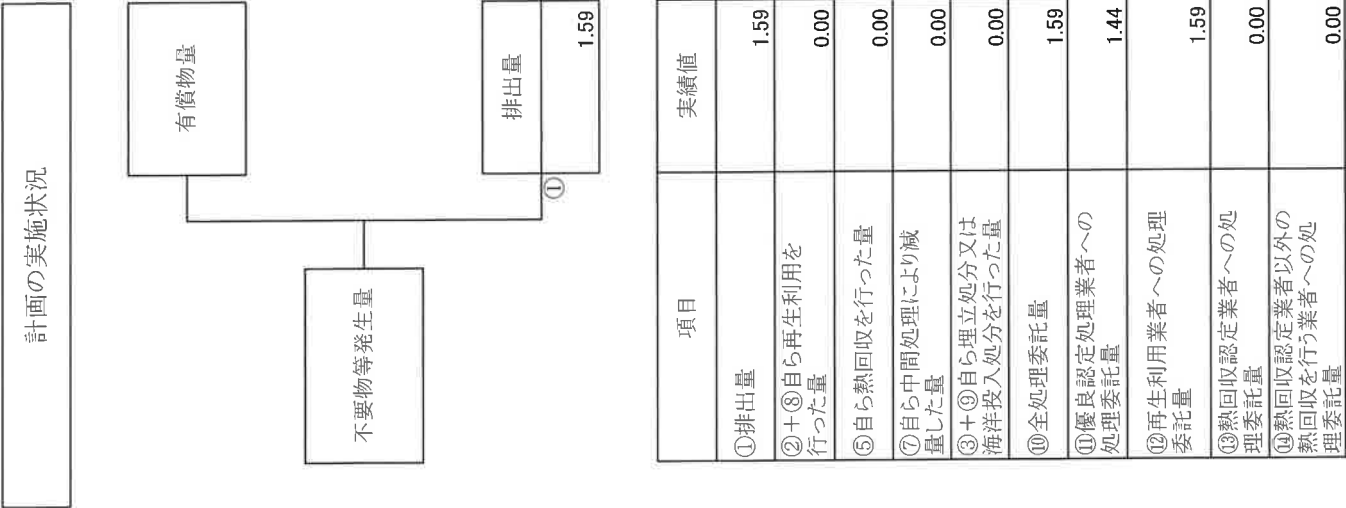 計画の実施状況
有償物量
不要物等発生量
排出量
①
1.59
項目
実績値
①排出量
1.59
②+⑧自ら再生利用を
行った量
0.00
⑤自ら熱回収を行った量
0.00
⑦自ら中間処理により減
量した量
0.00
③+⑨自ら埋立処分又は
海洋投入処分を行った量
0.00
⑩全処理委託量
1.59
⑪優良認定処理業者への
処理委託量
1.44
⑫再生利用業者への処理
委託量
1.59
⑬熱回収認定業者への処
理委託量
0.00
⑭熱回収認定業者以外の
熱回収を行う業者への処
理委託量
0.00